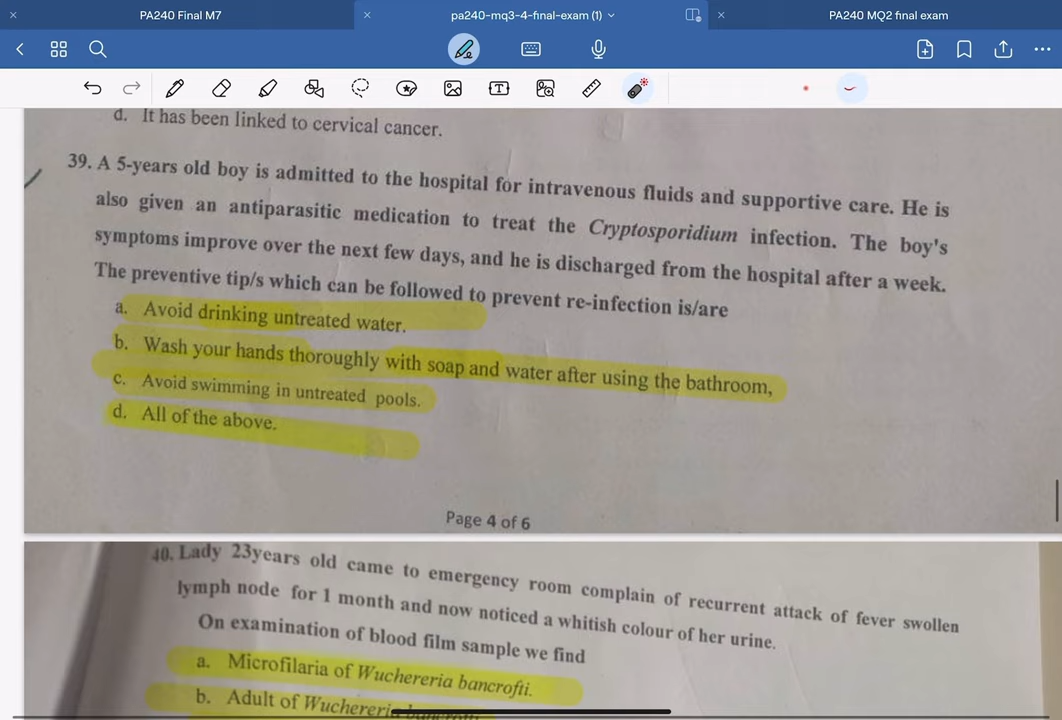 PA240 Final M7
pa240-mq3-4-final-exam (1)
PA240 MQ2 final exam
d. It has been linked to cervical cancer.
39. A 5-years old boy is admitted to the hospital for intravenous fluids and supportive care. He is
also given an antiparasitic medication to treat the Cryptosporidium infection. The boy's
symptoms improve over the next few days, and he is discharged from the hospital after a week.
The preventive tip/s which can be followed to prevent re-infection is/are
a. Avoid drinking untreated water.
b. Wash your hands thoroughly with soap and water after using the bathroom,
c. Avoid swimming in untreated pools.
d. All of the above.
Page 4 of 6
40. Lady 23years old came to emergency room complain of recurrent attack of fever swollen
lymph node for 1 month and now noticed a whitish colour of her urine.
On examination of blood film sample we find
a. Microfilaria of Wuchereria bancrofti.
b. Adult of Wuchereria